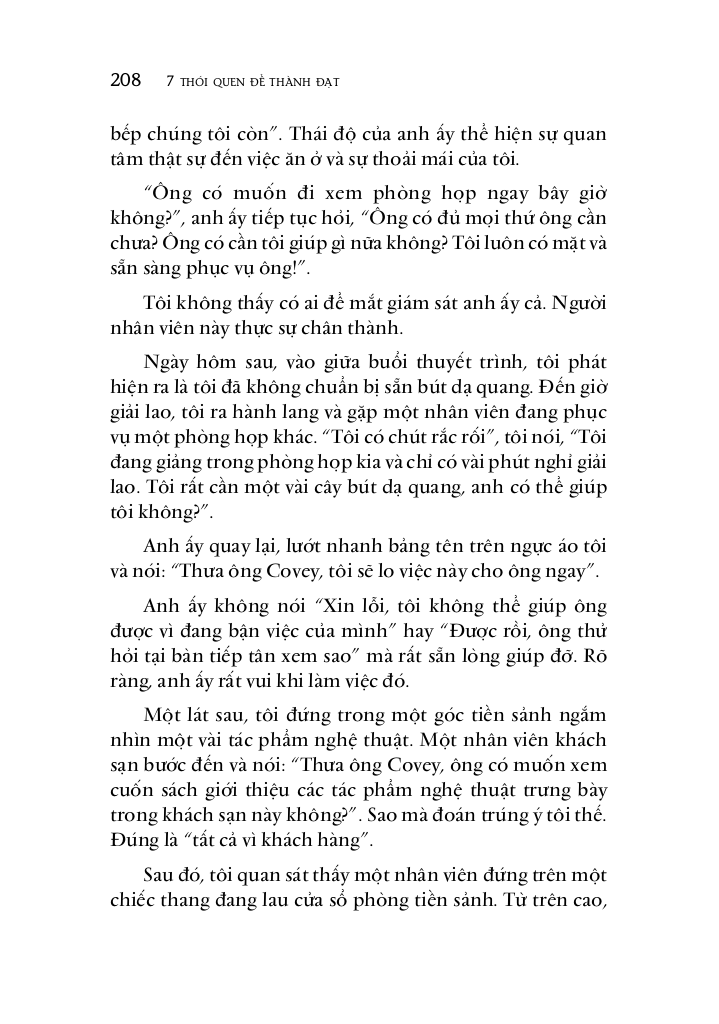 208 7 THÓI QUEN ĐỂ THÀNH ĐẠT
bếp chúng tôi còn”. Thái độ của anh ấy thể hiện sự quan
tâm thật sự đến việc ăn ở và sự thoải mái của tôi.
“Ông có muốn đi xem phòng họp ngay bây giờ
không?”, anh ấy tiếp tục hỏi, “Ông có đủ mọi thứ ông cần
chưa? Ông có cần tôi giúp gì nữa không? Tôi luôn có mặt và
sẵn sàng phục vụ ông!”.
Tôi không thấy có ai để mắt giám sát anh ấy cả. Người
nhân viên này thực sự chân thành.
Ngày hôm sau, vào giữa buổi thuyết trình, tôi phát
hiện ra là tôi đã không chuẩn bị sẵn bút dạ quang. Đến giờ
giải lao, tôi ra hành lang và gặp một nhân viên đang phục
vụ một phòng họp khác. “Tôi có chút rắc rối”, tôi nói, “Tôi
đang giảng trong phòng họp kia và chỉ có vài phút nghỉ giải
lao. Tôi rất cần một vài cây bút dạ quang, anh có thể giúp
tôi không?”.
Anh ấy quay lại, lướt nhanh bảng tên trên ngực áo tôi
và nói: “Thưa ông Covey, tôi sẽ lo việc này cho ông ngay”.
Anh ấy không nói “Xin lỗi, tôi không thể giúp ông
được vì đang bận việc của mình” hay “Được rồi, ông thử
hỏi tại bàn tiếp tân xem sao” mà rất sẵn lòng giúp đỡ. Rõ
ràng, anh ấy rất vui khi làm việc đó.
Một lát sau, tôi đứng trong một góc tiền sảnh ngắm
nhìn một vài tác phẩm nghệ thuật. Một nhân viên khách
sạn bước đến và nói: “Thưa ông Covey, ông có muốn xem
cuốn sách giới thiệu các tác phẩm nghệ thuật trưng bày
trong khách sạn này không?”. Sao mà đoán trúng ý tôi thế.
Đúng là “tất cả vì khách hàng”.
Sau đó, tôi quan sát thấy một nhân viên đứng trên một
chiếc thang đang lau cửa sổ phòng tiền sảnh. Từ trên cao,